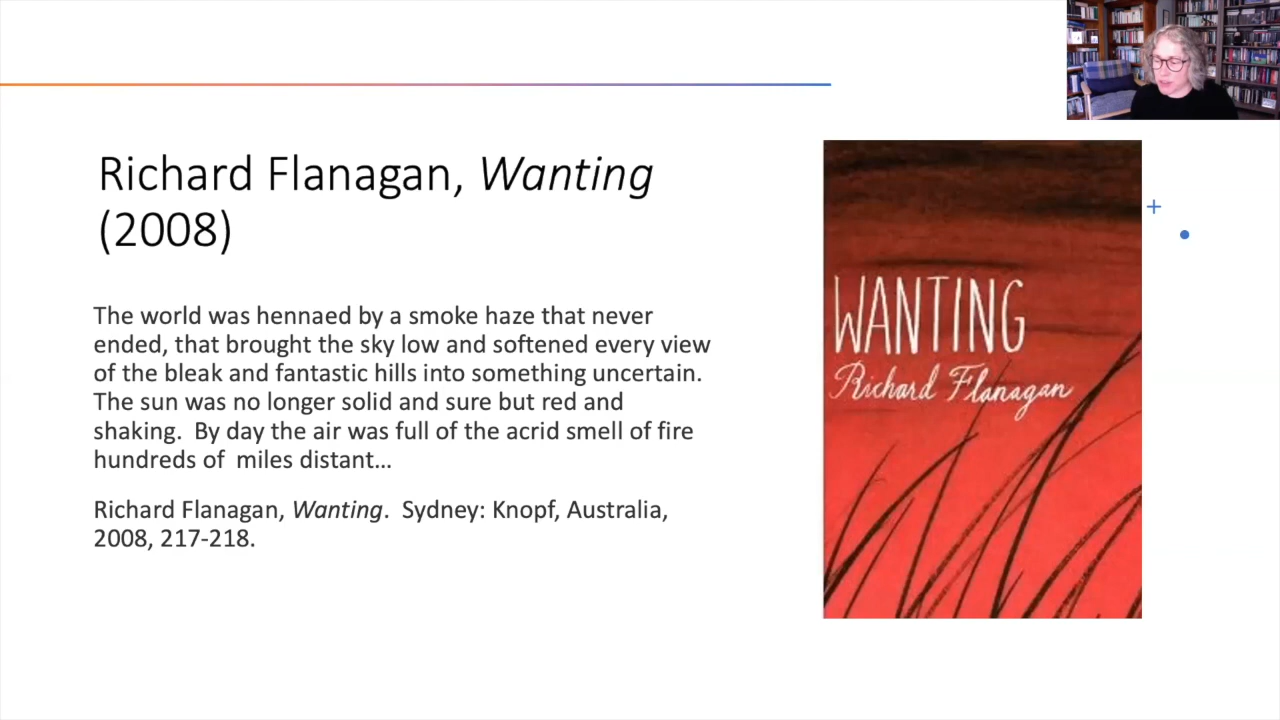 Richard Flanagan, Wanting
(2008)
The world was hennaed by a smoke haze that never
ended, that brought the sky low and softened every view
of the bleak and fantastic hills into something uncertain.
The sun was no longer solid and sure but red and
shaking.  By day the air was full of the acrid smell of fire
hundreds of  miles distant...
Richard Flanagan, Wanting.  Sydney: Knopf, Australia,
2008, 217-218.
WANTING
Richard Flanagan